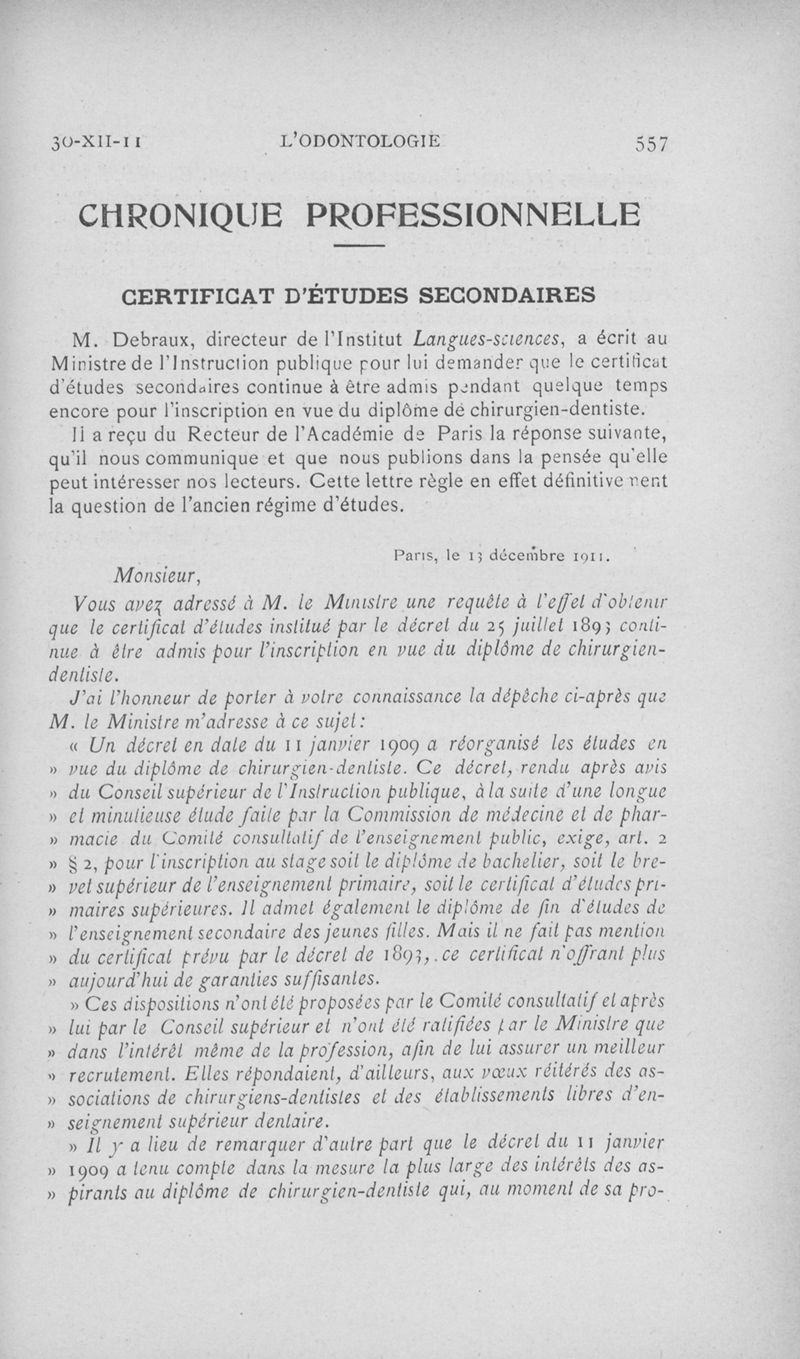 30-XII-11 L'ODONTOLOGIE 557
CHRONIQUE PROFESSIONNELLE
CERTIFICAT D'ÉTUDES SECONDAIRES
M. Debraux, directeur de l'Institut Langues-sciences, a écrit au
Ministre de l'Instruction publique pour lui demander que le certificat
d'études secondaires continue à être admis pendant quelque temps
encore pour l'inscription en vue du diplôme de chirurgien-dentiste.
Il a reçu du Recteur de l'Académie de Paris la réponse suivante,
qu'il nous communique et que nous publions dans la pensée qu'elle
peut intéresser nos lecteurs. Cette lettre règle en effet définitivement
la question de l'ancien régime d'études.
Paris, le 13 décembre 1911.
Monsieur,
Vous avez adressé à M. le Ministre une requête à l'effet d'obtenir
que le certificat d'études institué par le décret du 25 juillet 1893 conti-
nue à être admis pour l'inscription en vue du diplôme de chirurgien-
dentiste.
J'ai l'honneur de porter à votre connaissance la dépêche ci-après que
M. le Ministre m'adresse à ce sujet :
« Un décret en date du 11 janvier 1909 a réorganisé les études en
» vue du diplôme de chirurgien-dentiste. Ce décret, rendu après avis
» du Conseil supérieur de l'Instruction publique, à la suite d'une longue
» et minutieuse étude faite par la Commission de médecine et de phar-
» macie du Comité consultatif de l'enseignement public, exige, art. 2
» § 2, pour l'inscription au stage soit le diplôme de bachelier, soit le bre-
» vet supérieur de l'enseignement primaire, soit le certificat d'études pri-
» maires supérieures. Il admet également le diplôme de fin d'études de
» l'enseignement secondaire des jeunes filles. Mais il ne fait pas mention
» du certificat prévu par le décret de 1893, ce certificat n'offrant plus
» aujourd'hui de garanties suffisantes.
» Ces dispositions n'ont été proposées par le Comité consultatif et après
» lui par le Conseil supérieur et n'ont été ratifiées par le Ministre que
» dans l'intérêt même de la profession, afin de lui assurer un meilleur
» recrutement. Elles répondaient, d'ailleurs, aux vœux réitérés des as-
» sociations de chirurgiens-dentistes et des établissements libres d'en-
» seignement supérieur dentaire.
» Il y a lieu de remarquer d'autre part que le décret du 11 janvier
» 1909 a tenu compte dans la mesure la plus large des intérêts des as-
» pirants au diplôme de chirurgien-dentiste qui, au moment de sa pro-